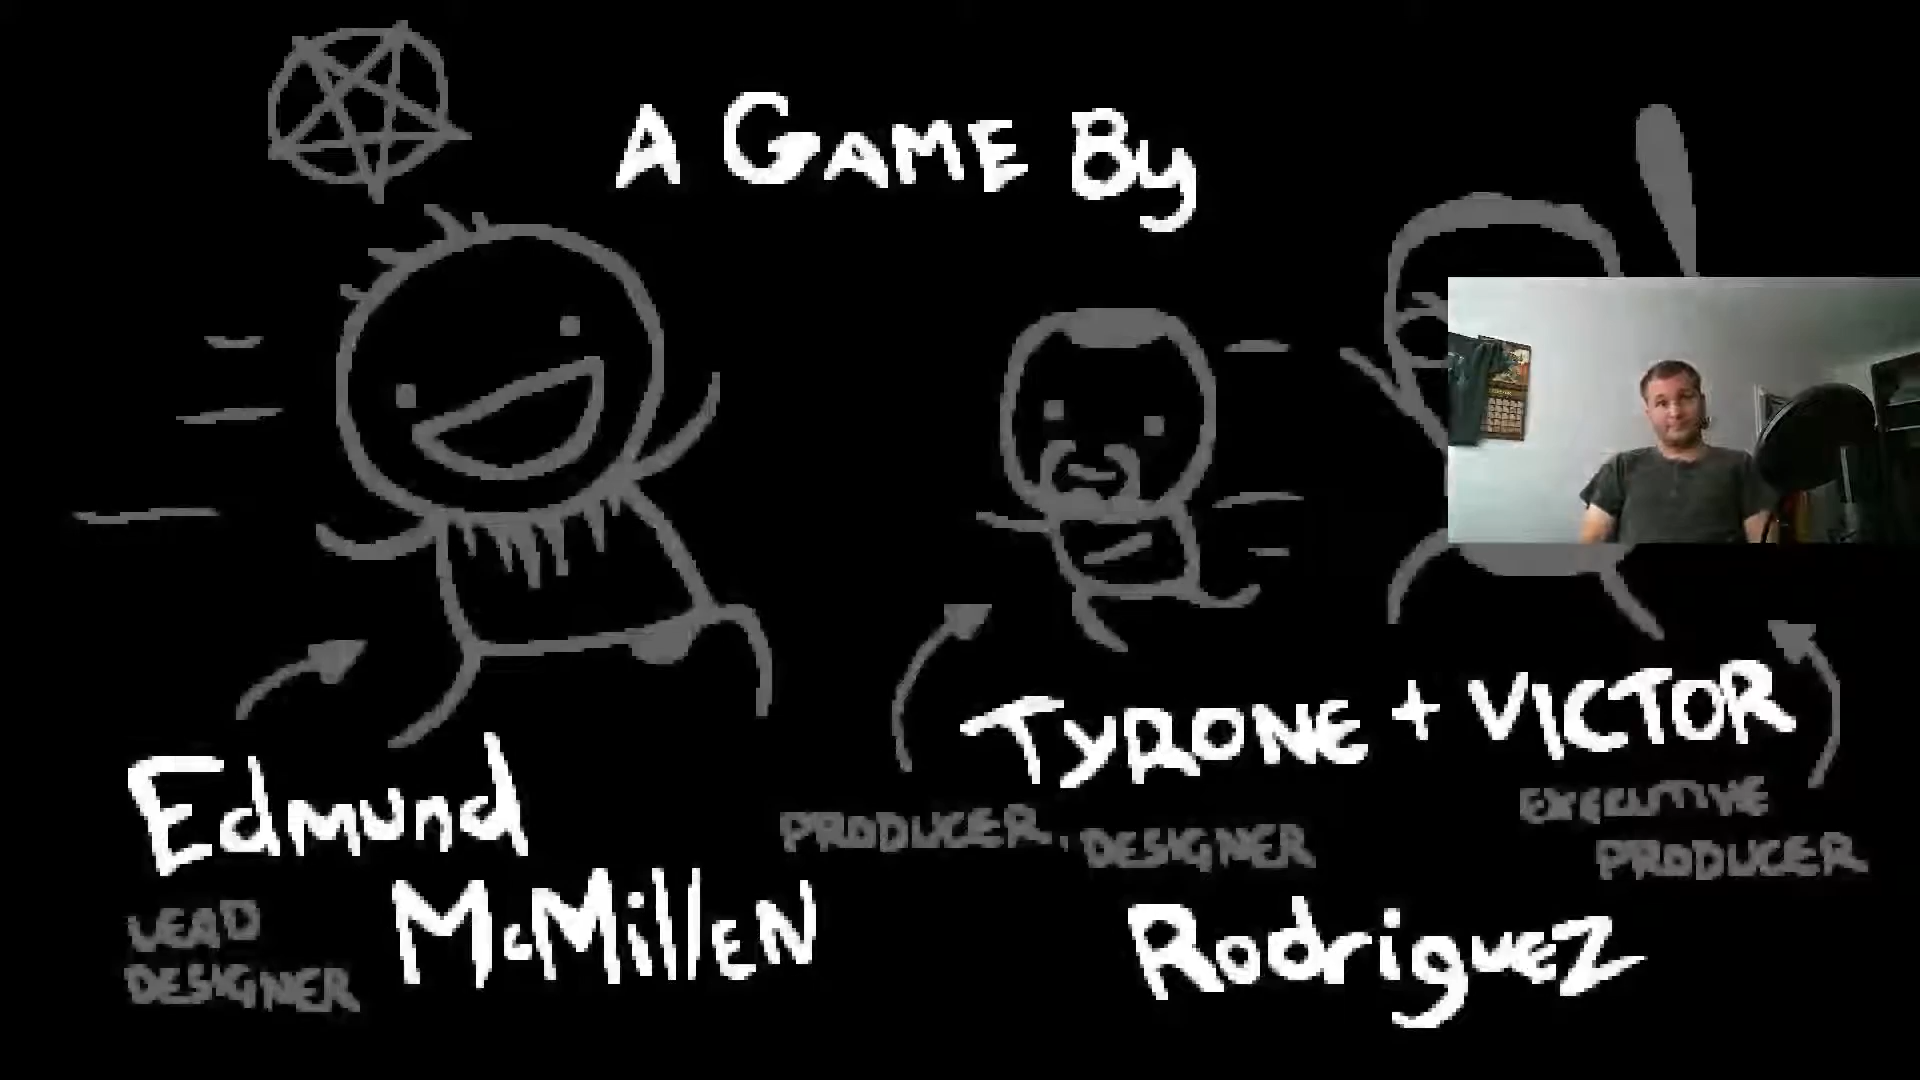 A GAME By
TYRONE + VICTOR
Edmund
EXECUTIVE
PRODUCER, DESIGNER
PRODUCER
McMillEN
LEAD
DESIGNER
RodriguEZ